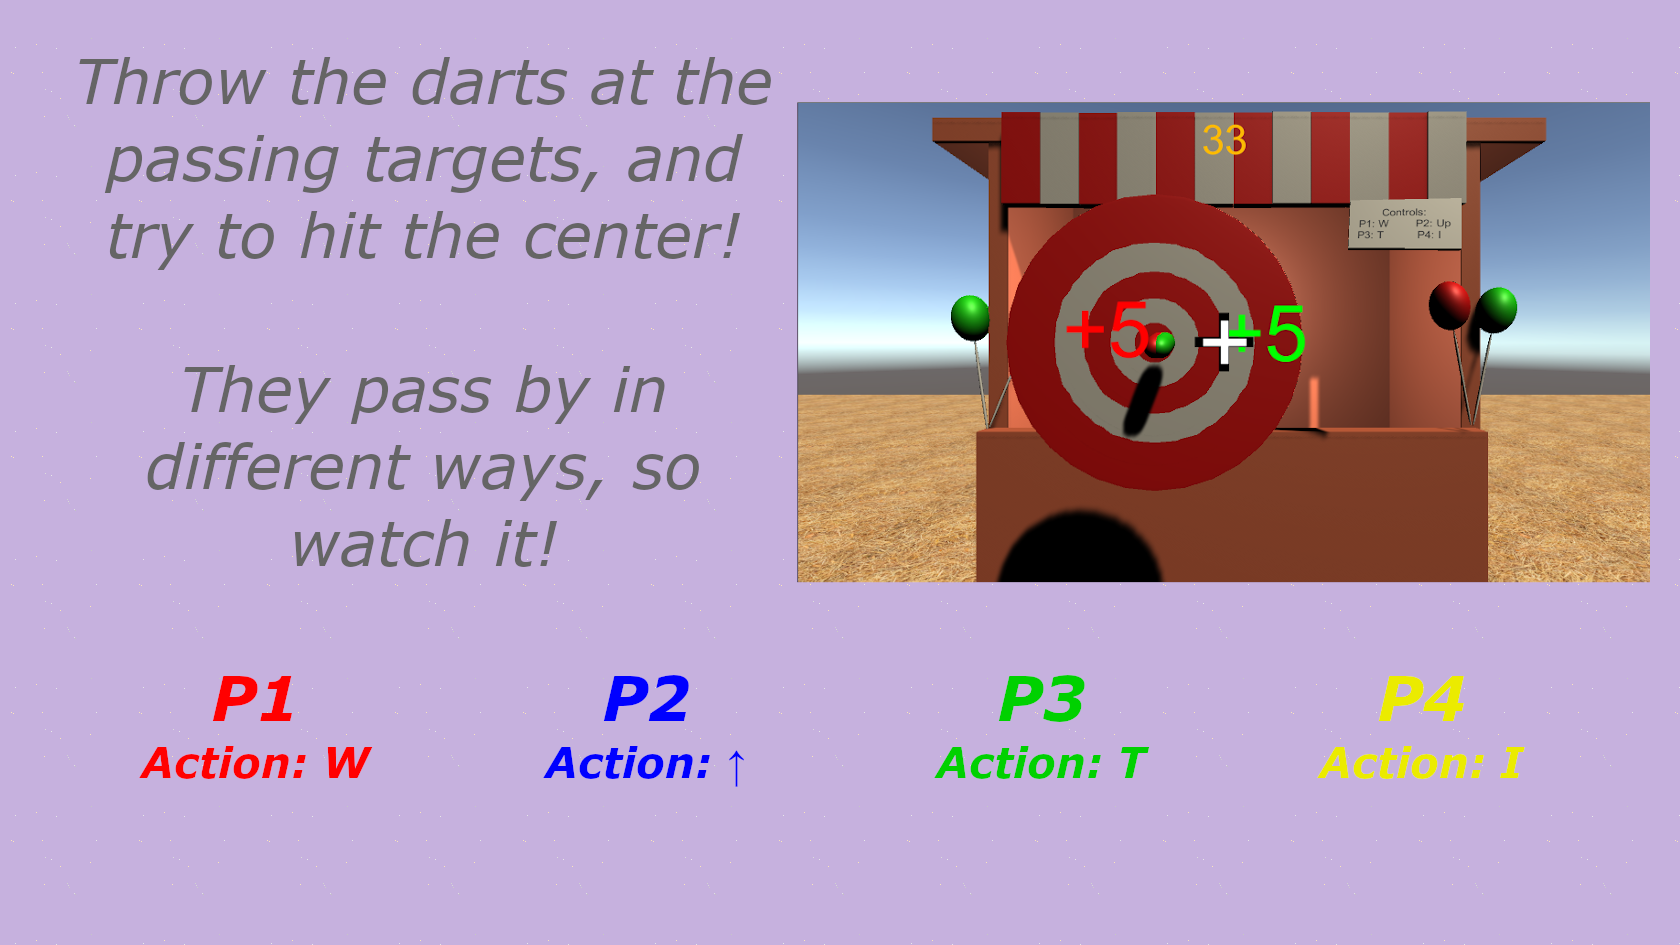 Throw the darts at the
passing targets, and
try to hit the center!
They pass by in
different ways, so
watch it!
33
Controls:
P1: W P2: Up
P3: T P4: I
+5 +5
P1 P2 P3 P4
Action: W Action: ↑ Action: T Action: I